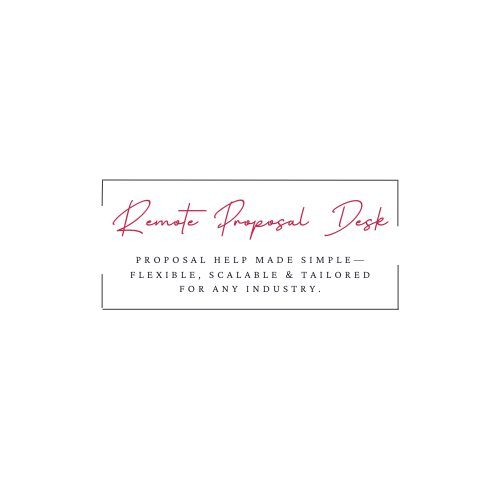 Remote Proposal Desk
PROPOSAL HELP MADE SIMPLE—
FLEXIBLE, SCALABLE & TAILORED
FOR ANY INDUSTRY.